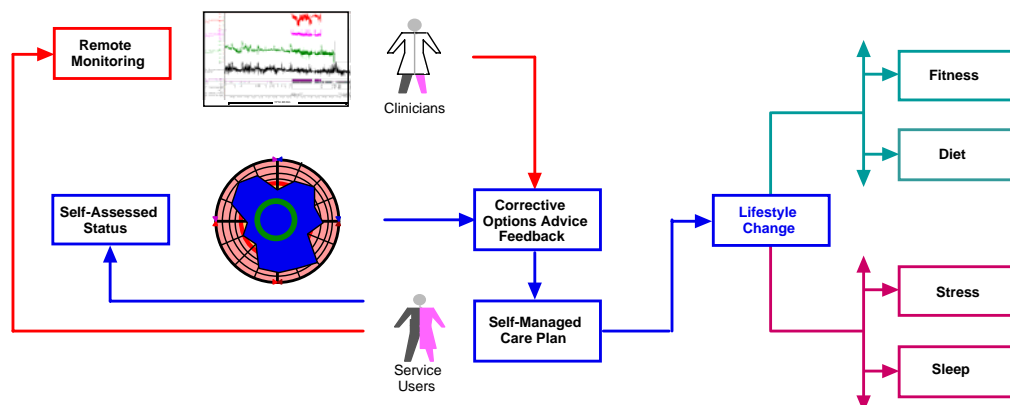 Remote
Monitoring
Clinicians
Fitness
Diet
Self-Assessed
Status
Corrective
Options Advice
Feedback
Lifestyle
Change
Self-Managed
Care Plan
Service
Users
Stress
Sleep